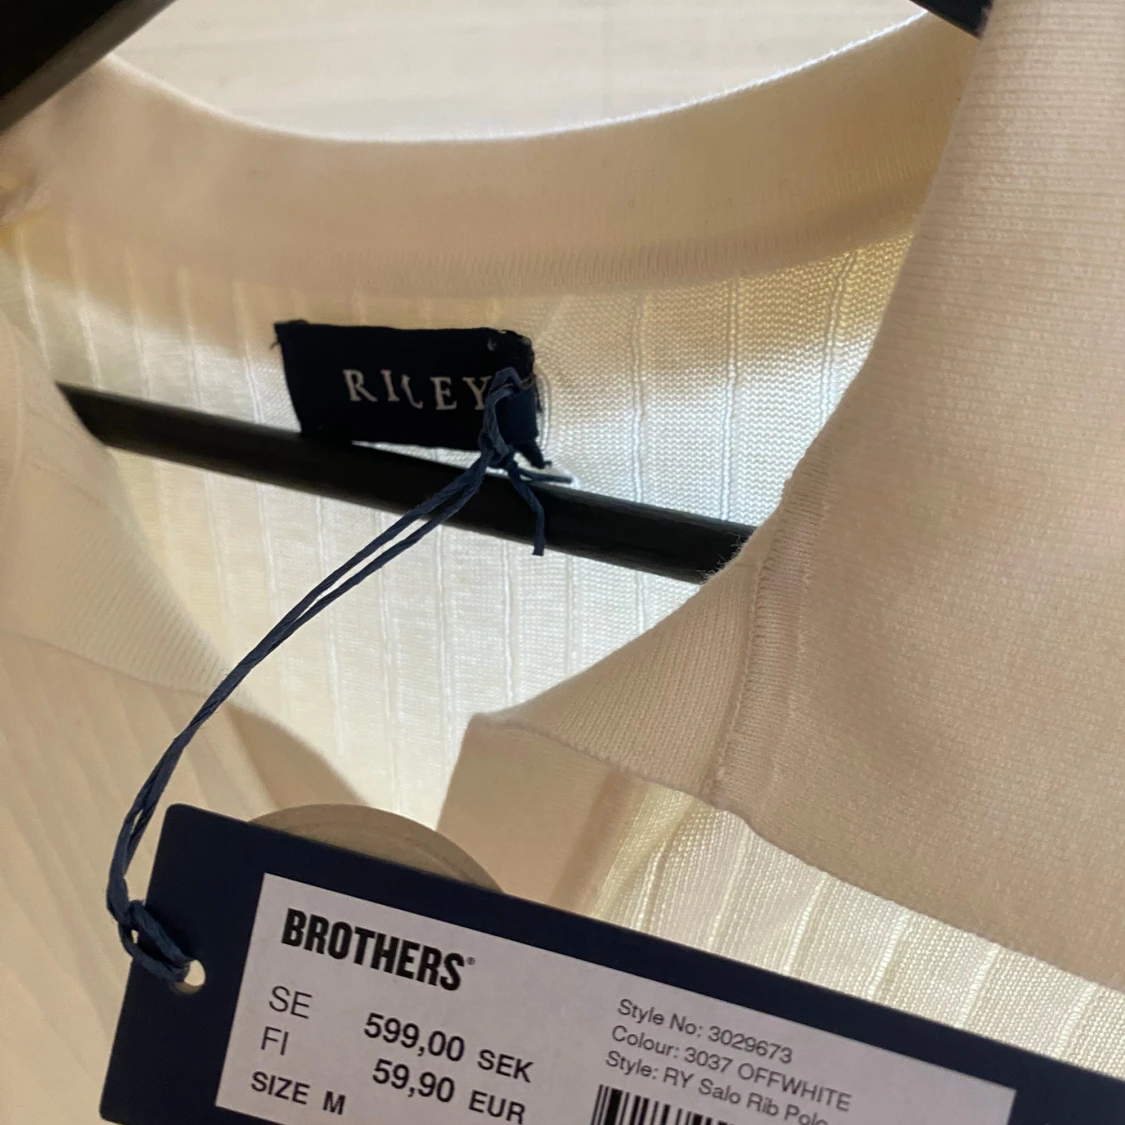 RILEY
BROTHERS®
SE 599,00 SEK
FI 59,90 EUR
SIZE M
Style No: 3029673
Colour: 3037 OFFWHITE
Style: RY Salo Rib Polo